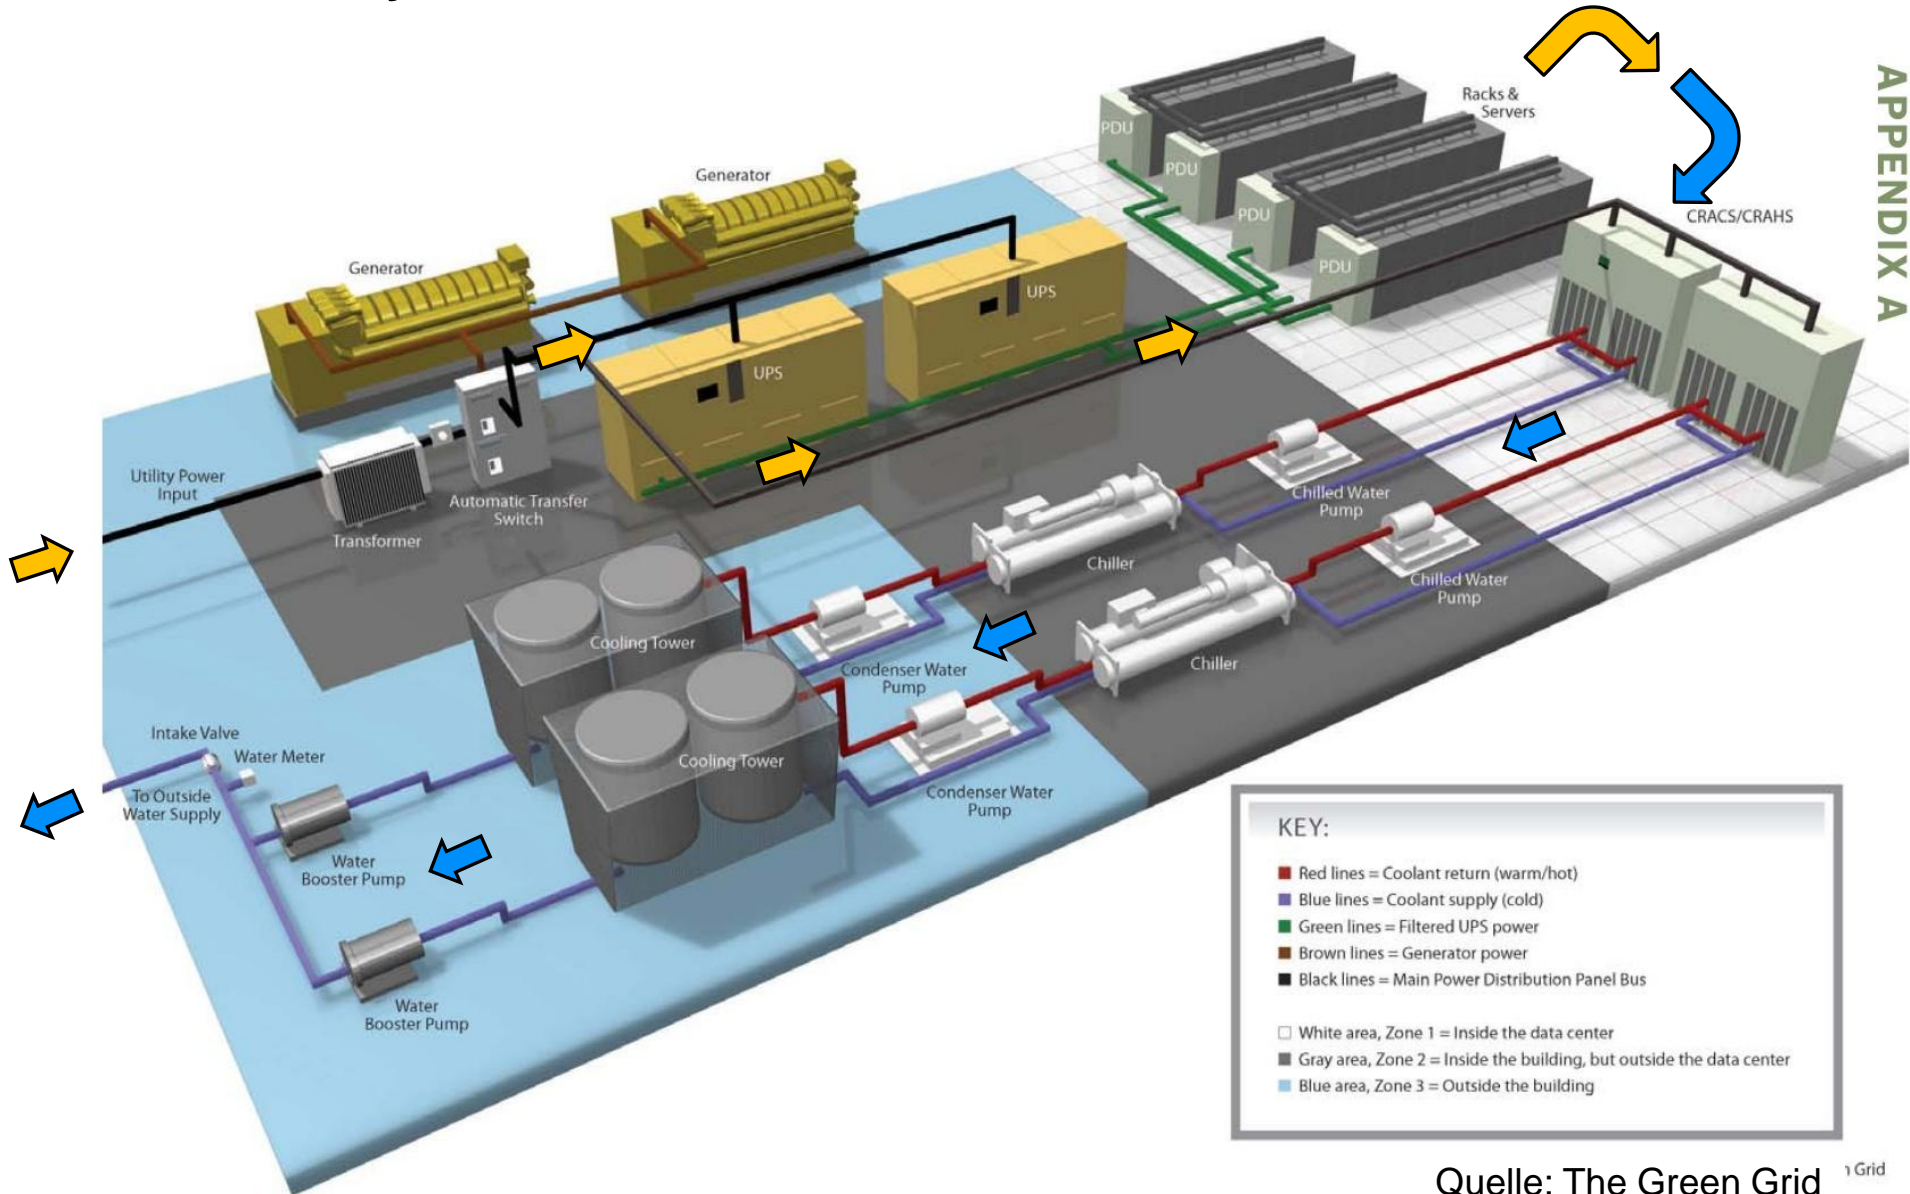 APPENDIX A
Racks &
Servers
PDU
PDU
PDU
PDU
CRACS/CRAHS
Generator
Generator
UPS
UPS
Utility Power
Input
Automatic Transfer
Switch
Transformer
Chilled Water
Pump
Chiller
Chilled Water
Pump
Cooling Tower
Condenser Water
Pump
Chiller
Intake Valve
Water Meter
Cooling Tower
To Outside
Water Supply
Condenser Water
Pump
Water
Booster Pump
Water
Booster Pump
KEY:
Red lines = Coolant return (warm/hot)
Blue lines = Coolant supply (cold)
Green lines = Filtered UPS power
Brown lines = Generator power
Black lines = Main Power Distribution Panel Bus
White area, Zone 1 = Inside the data center
Gray area, Zone 2 = Inside the building, but outside the data center
Blue area, Zone 3 = Outside the building
Quelle: The Green Grid
Grid